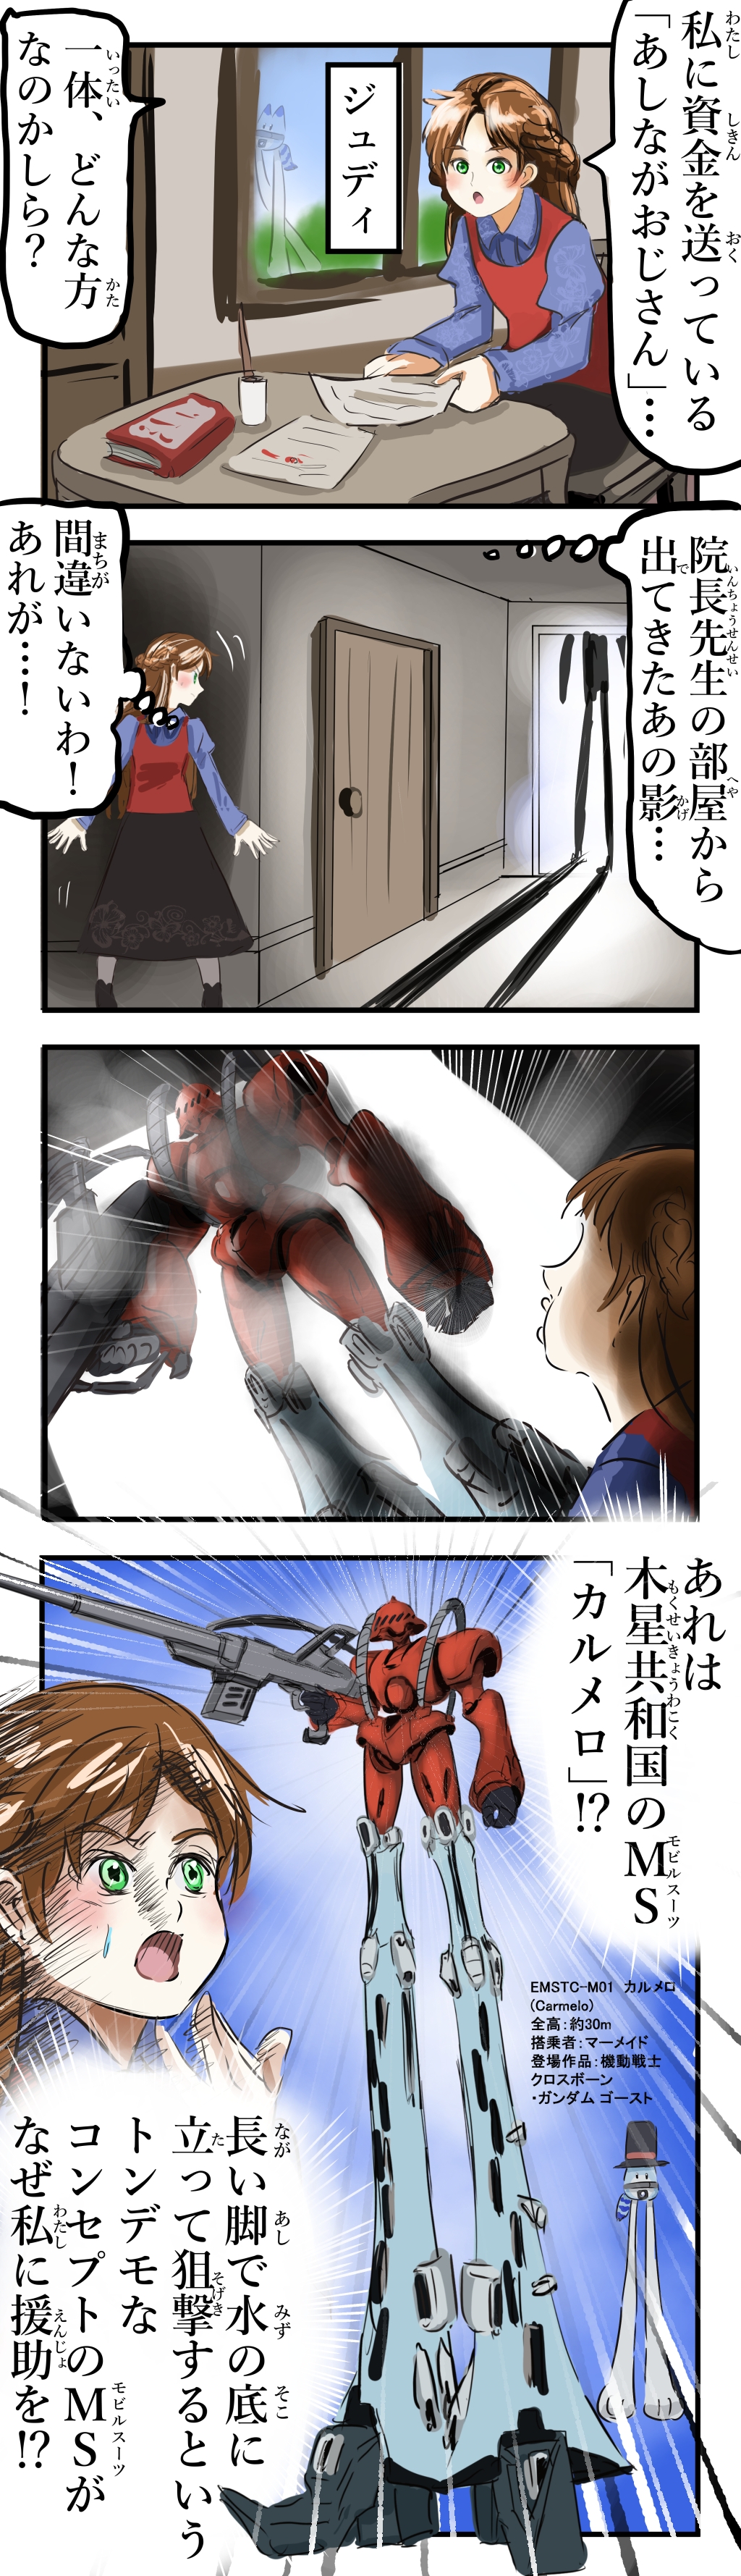 私に資金を送っている
「あしながおじさん」…
ジュディ
一体、どんな方
なのかしら?
院長先生の部屋から
出てきたあの影…
間違いないわ!
あれが…!
あれは
木星共和国のMS
「カルメロ」!?
EMSTC-M01 カルメロ
(Carmelo)
全高:約30m
搭乗者:マーメイド
登場作品:機動戦士
クロスボーン
・ガンダム ゴースト
長い脚で水の底に
立って狙撃するという
トンデモな
コンセプトのMSが
なぜ私に援助を!?